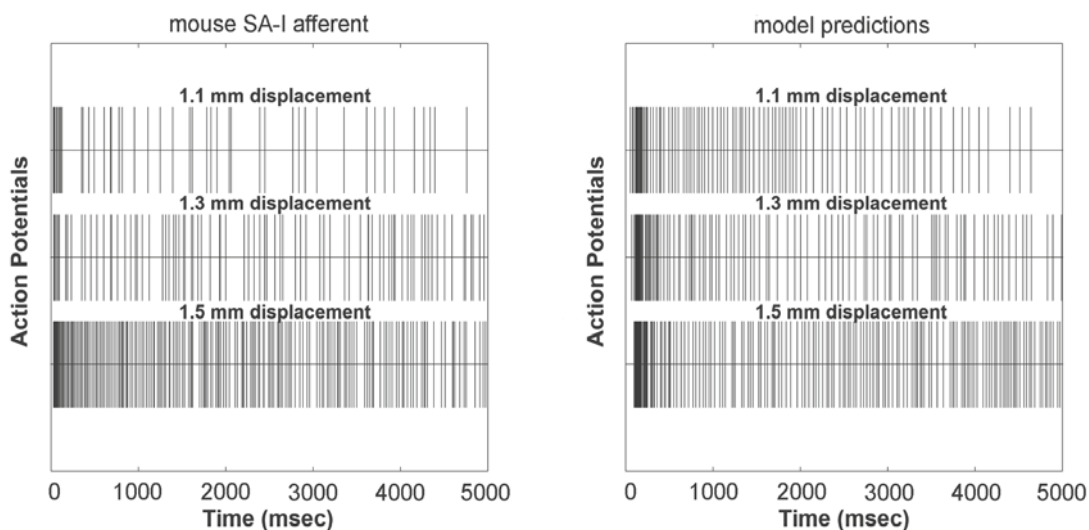 mouse SA-I afferent
1.1 mm displacement
1.3 mm displacement
1.5 mm displacement
Action Potentials
0 1000 2000 3000 4000 5000
Time (msec)
model predictions
1.1 mm displacement
1.3 mm displacement
1.5 mm displacement
Action Potentials
0 1000 2000 3000 4000 5000
Time (msec)